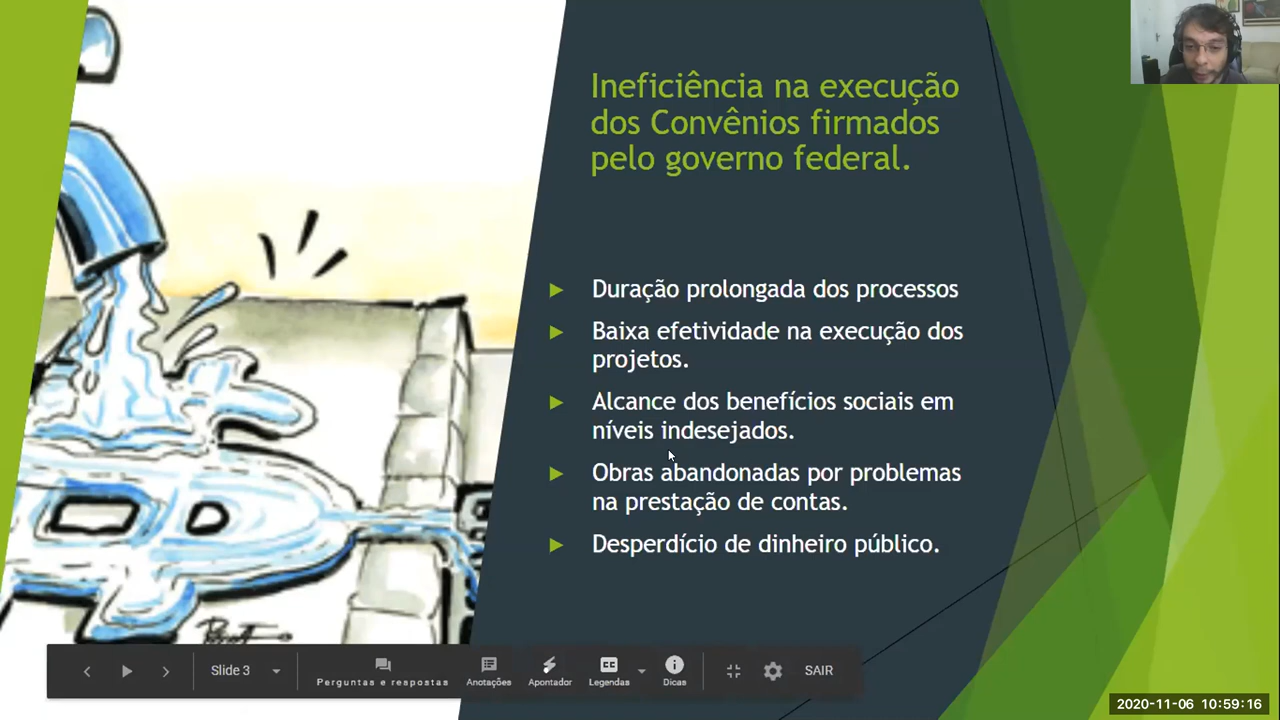 Ineficiência na execução
dos Convênios firmados
pelo governo federal.
Duração prolongada dos processos
Baixa efetividade na execução dos
projetos.
Alcance dos benefícios sociais em
níveis indesejados.
Obras abandonadas por problemas
na prestação de contas.
Desperdício de dinheiro público.
Slide 3
Perguntas e respostas
Anotações
Apontador
Legendas
Dicas
SAIR
2020-11-06 10:59:16